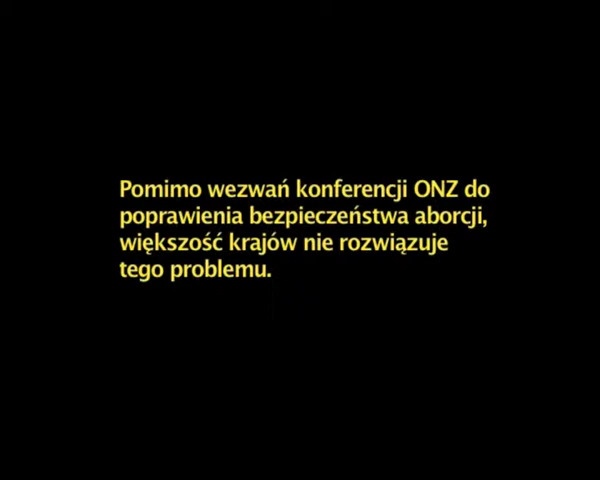 Pomimo wezwań konferencji ONZ do
poprawienia bezpieczeństwa aborcji,
większość krajów nie rozwiązuje
tego problemu.